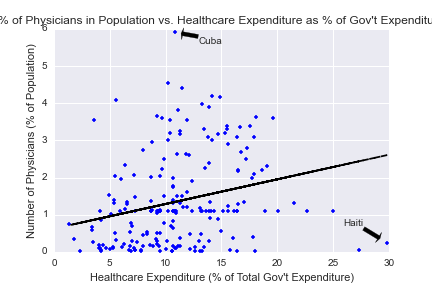 % of Physicians in Population vs. Healthcare Expenditure as % of Gov't Expenditu
6
5
4
3
2
1
0
Number of Physicians (% of Population)
Cuba
Haiti
0 5 10 15 20 25 30
Healthcare Expenditure (% of Total Gov't Expenditure)